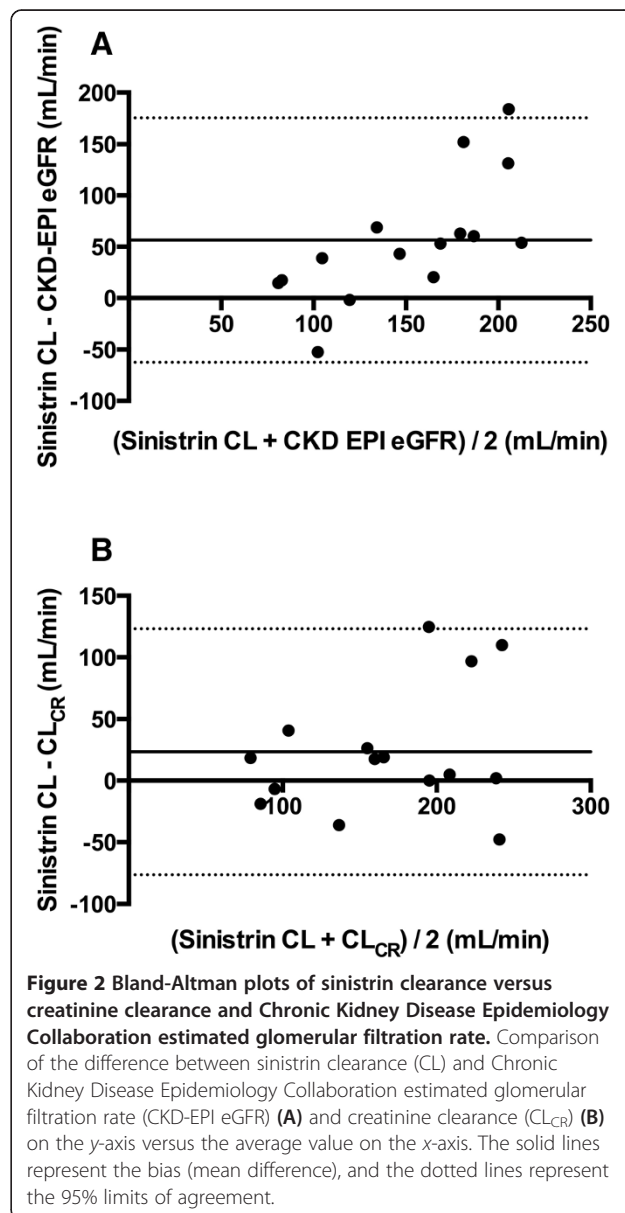 A
Sinistrin CL - CKD-EPI eGFR (mL/min)
200
150
100
50
0
-50
-100
50 100 150 200 250
(Sinistrin CL + CKD EPI eGFR) / 2 (mL/min)
B
Sinistrin CL - CLCR (mL/min)
150
100
50
0
-50
-100
100 200 300
(Sinistrin CL + CLCR) / 2 (mL/min)
Figure 2 Bland-Altman plots of sinistrin clearance versus
creatinine clearance and Chronic Kidney Disease Epidemiology
Collaboration estimated glomerular filtration rate. Comparison
of the difference between sinistrin clearance (CL) and Chronic
Kidney Disease Epidemiology Collaboration estimated glomerular
filtration rate (CKD-EPI eGFR) (A) and creatinine clearance (CLCR) (B)
on the y-axis versus the average value on the x-axis. The solid lines
represent the bias (mean difference), and the dotted lines represent
the 95% limits of agreement.